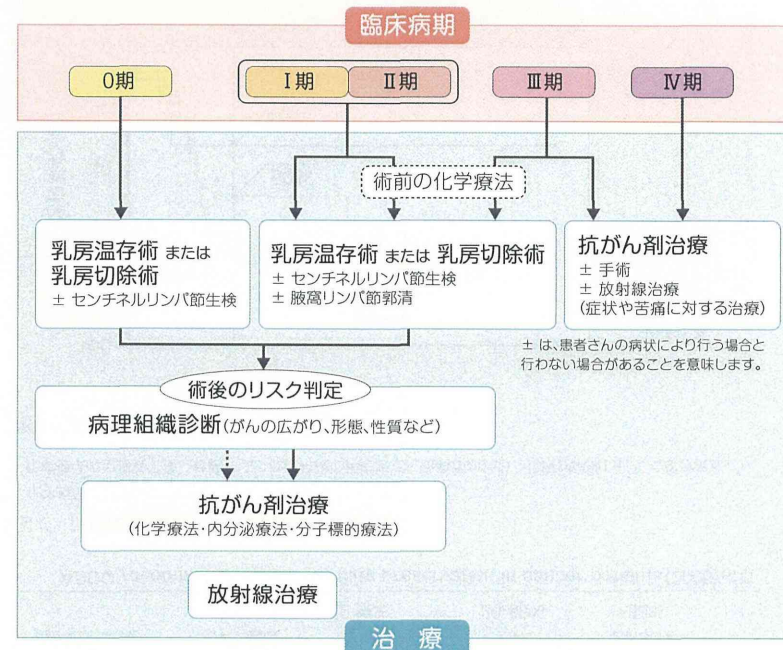 臨床病期
0期
Ⅰ期
Ⅱ期
Ⅲ期
Ⅳ期
術前の化学療法
乳房温存術 または
乳房切除術
± センチネルリンパ節生検
乳房温存術 または 乳房切除術
± センチネルリンパ節生検
± 腋窩リンパ節郭清
抗がん剤治療
± 手術
± 放射線治療
(症状や苦痛に対する治療)
± は、患者さんの病状により行う場合と
行わない場合があることを意味します。
術後のリスク判定
病理組織診断(がんの広がり、形態、性質など)
抗がん剤治療
(化学療法・内分泌療法・分子標的療法)
放射線治療
治 療